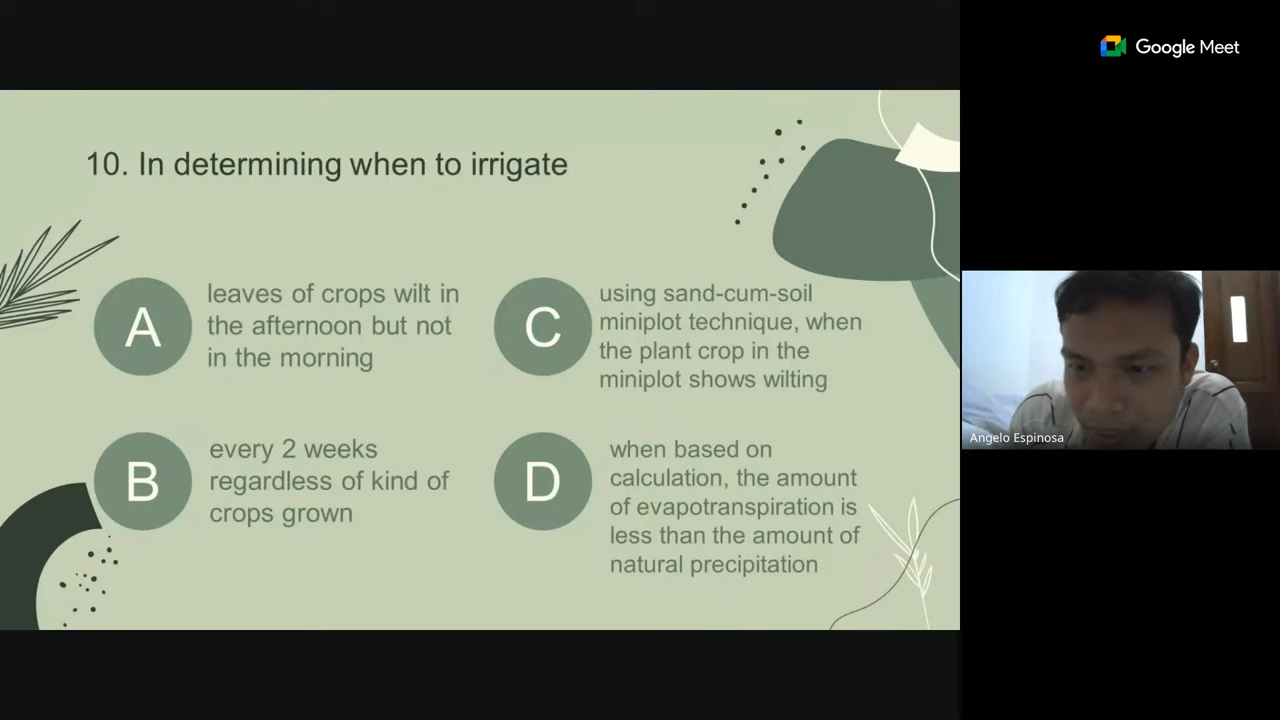 Google Meet
10. In determining when to irrigate
A
leaves of crops wilt in
the afternoon but not
in the morning
B
every 2 weeks
regardless of kind of
crops grown
C
using sand-cum-soil
miniplot technique, when
the plant crop in the
miniplot shows wilting
D
when based on
calculation, the amount
of evapotranspiration is
less than the amount of
natural precipitation
Angelo Espinosa